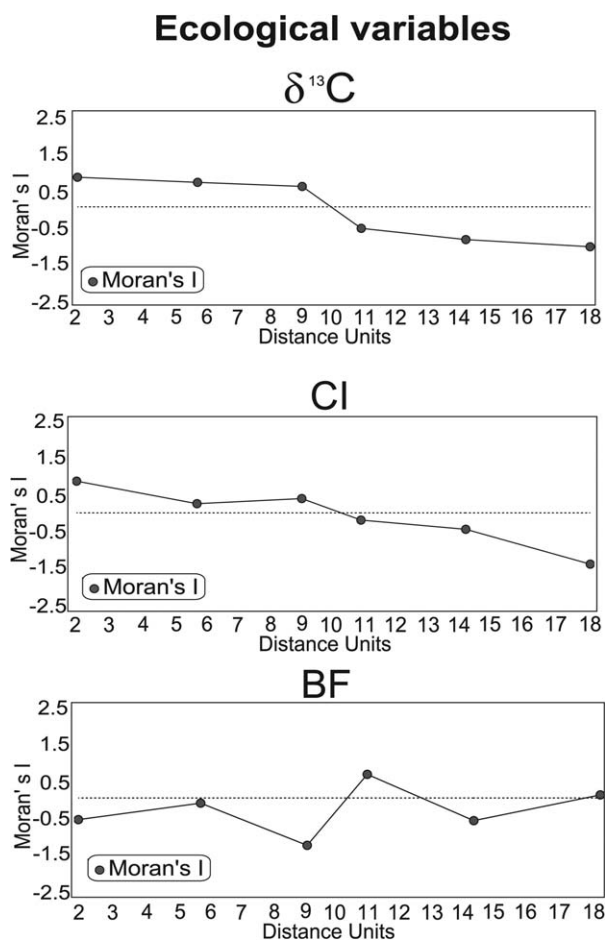 Ecological variables
δ ¹³C
2.5
1.5
0.5
-0.5
-1.5
-2.5
Moran' s I
Moran's I
2 3 4 5 6 7 8 9 10 11 12 13 14 15 16 17 18
Distance Units
CI
2.5
1.5
0.5
-0.5
-1.5
-2.5
Moran' s I
Moran's I
2 3 4 5 6 7 8 9 10 11 12 13 14 15 16 17 18
Distance Units
BF
2.5
1.5
0.5
-0.5
-1.5
-2.5
Moran' s I
Moran's I
2 3 4 5 6 7 8 9 10 11 12 13 14 15 16 17 18
Distance Units